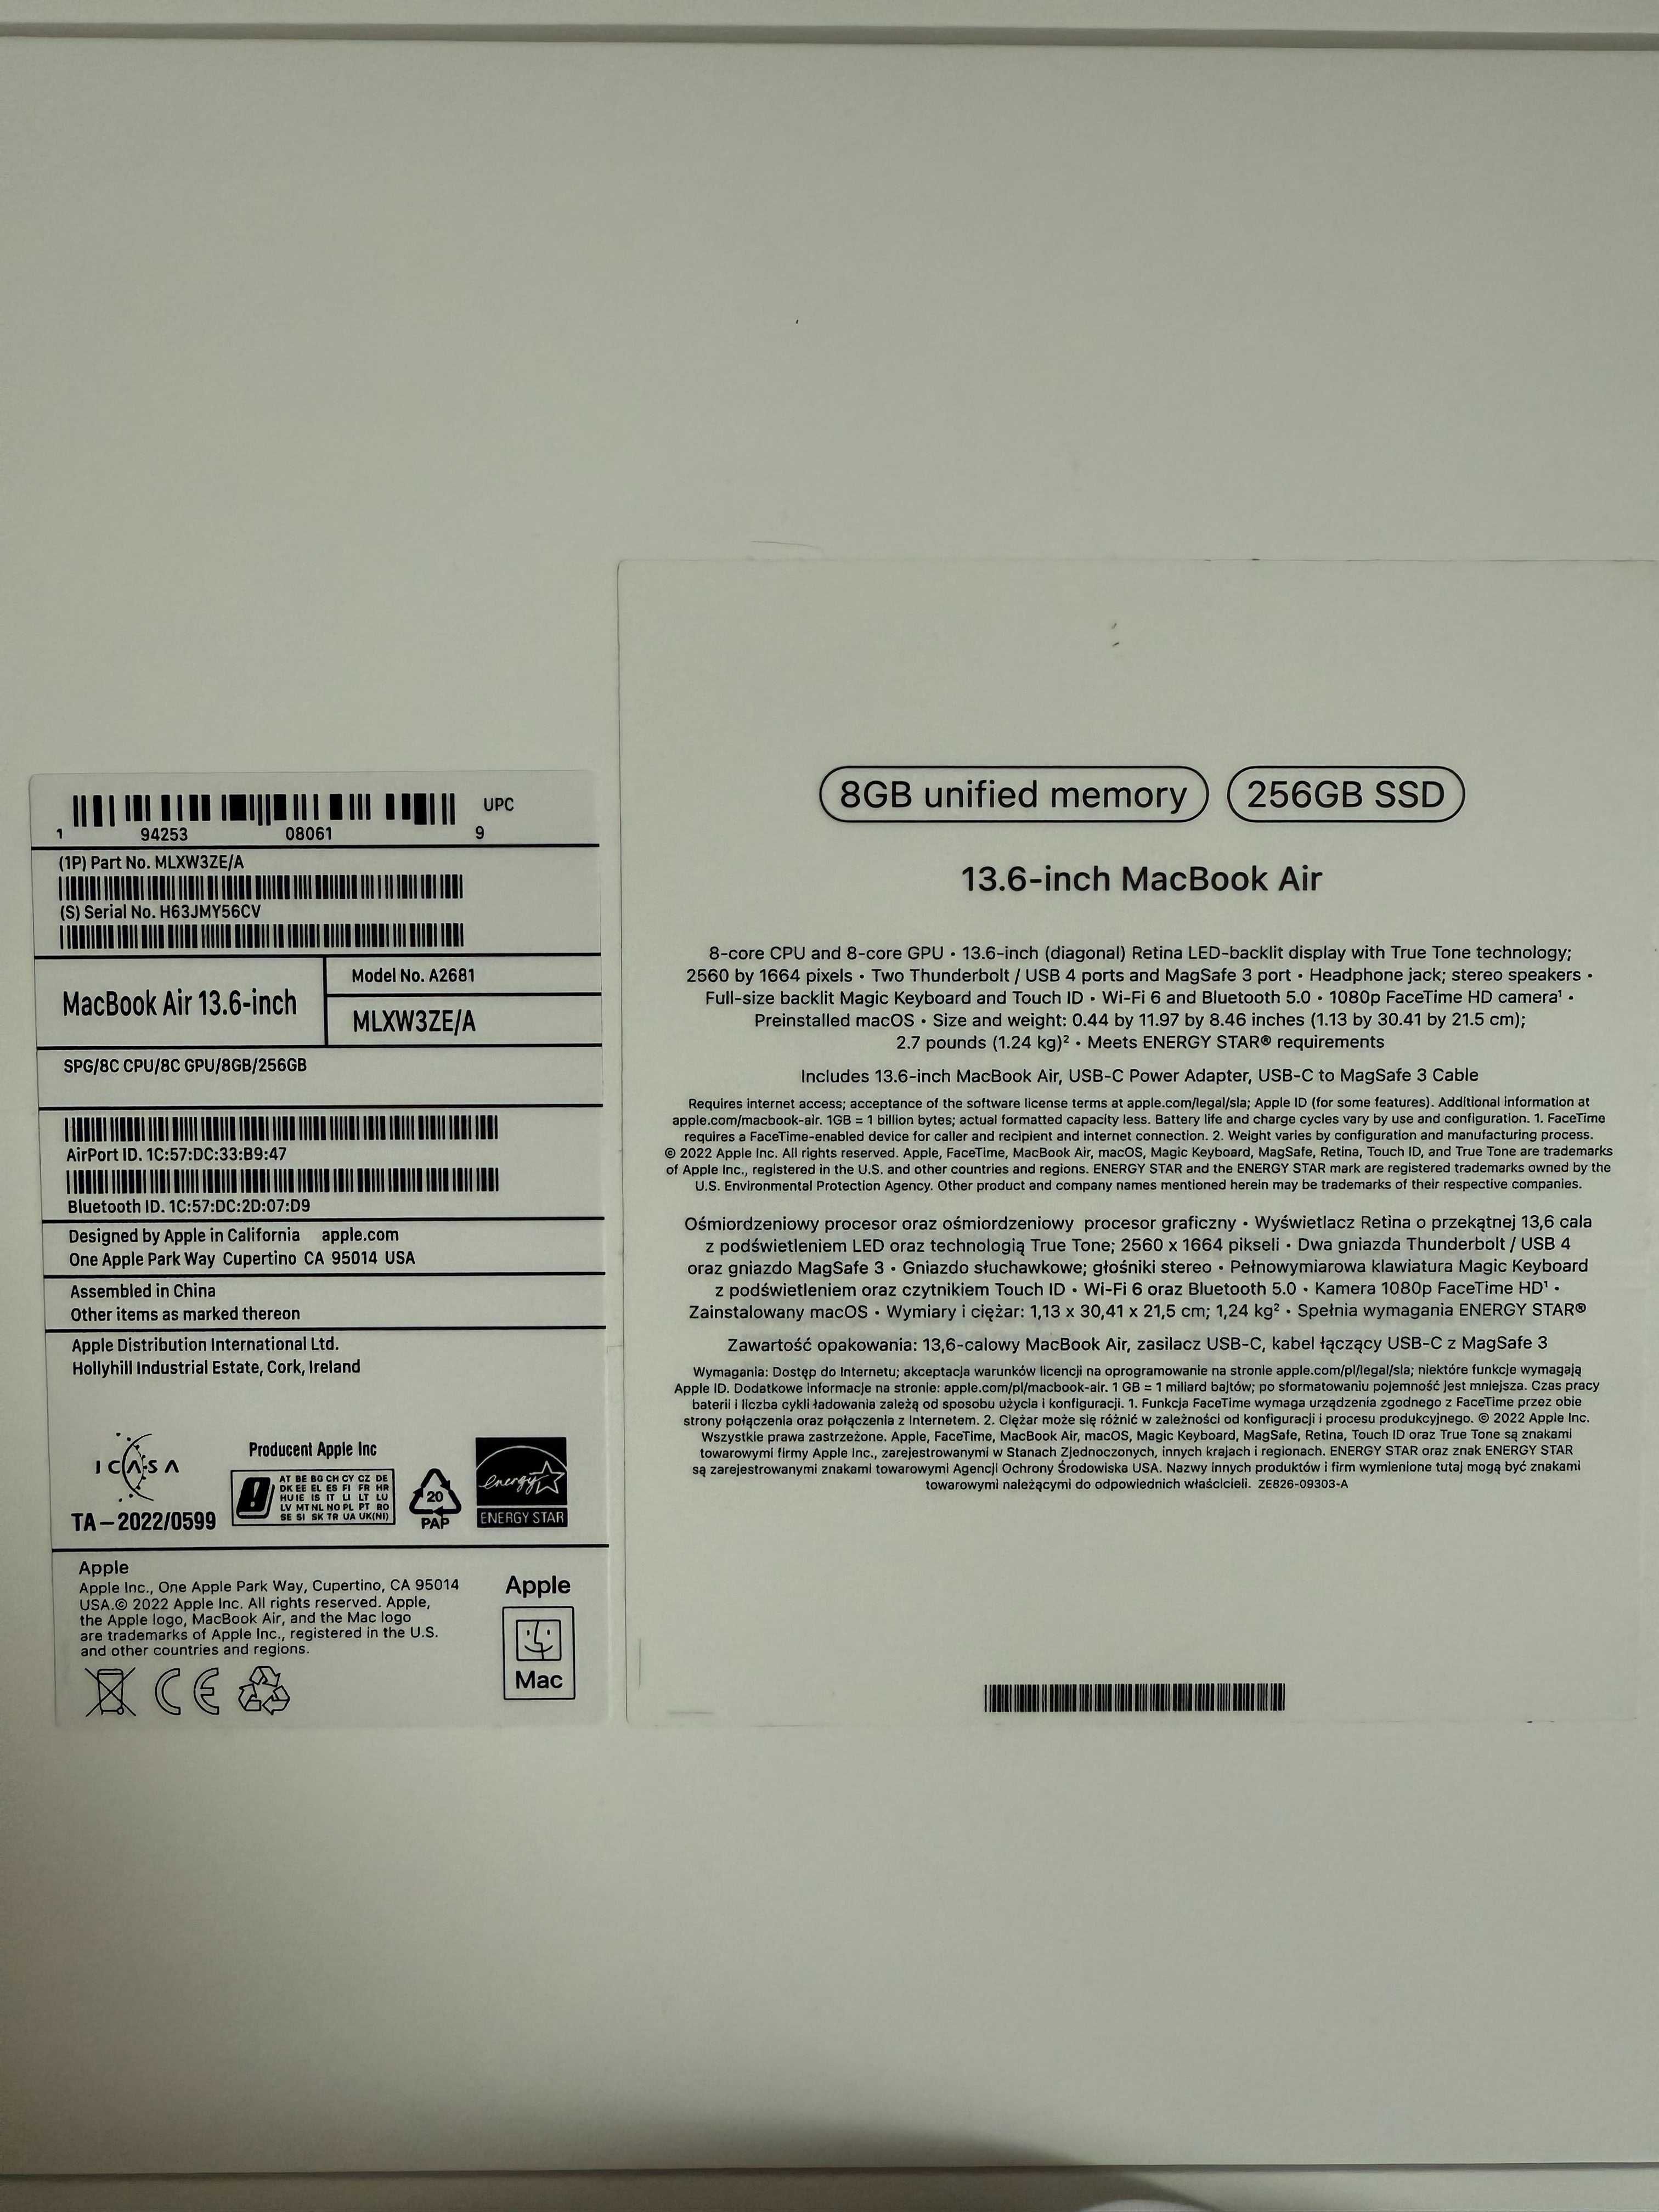 UPC
1 94253 08061 9
(1P) Part No. MLXW3ZE/A
(S) Serial No. H63JMY56CV
MacBook Air 13.6-inch
Model No. A2681
MLXW3ZE/A
SPG/8C CPU/8C GPU/8GB/256GB
AirPort ID. 1C:57:DC:33:B9:47
Bluetooth ID. 1C:57:DC:2D:07:D9
Designed by Apple in California apple.com
One Apple Park Way Cupertino CA 95014 USA
Assembled in China
Other items as marked thereon
Apple Distribution International Ltd.
Hollyhill Industrial Estate, Cork, Ireland
ICASA
TA–2022/0599
Producent Apple Inc
AT BE BG CH CY CZ DE
DK EE EL ES FI FR HR
HU IE IS IT LI LT LU
LV MT NL NO PL PT RO
SE SI SK TR UA UK(NI)
20
PAP
energy
ENERGY STAR
Apple
Apple Inc., One Apple Park Way, Cupertino, CA 95014
USA.© 2022 Apple Inc. All rights reserved. Apple,
the Apple logo, MacBook Air, and the Mac logo
are trademarks of Apple Inc., registered in the U.S.
and other countries and regions.
CE
Apple
Mac
8GB unified memory
256GB SSD
13.6-inch MacBook Air
8-core CPU and 8-core GPU • 13.6-inch (diagonal) Retina LED-backlit display with True Tone technology;
2560 by 1664 pixels • Two Thunderbolt / USB 4 ports and MagSafe 3 port • Headphone jack; stereo speakers •
Full-size backlit Magic Keyboard and Touch ID • Wi-Fi 6 and Bluetooth 5.0 • 1080p FaceTime HD camera¹ •
Preinstalled macOS • Size and weight: 0.44 by 11.97 by 8.46 inches (1.13 by 30.41 by 21.5 cm);
2.7 pounds (1.24 kg)² • Meets ENERGY STAR® requirements
Includes 13.6-inch MacBook Air, USB-C Power Adapter, USB-C to MagSafe 3 Cable
Requires internet access; acceptance of the software license terms at apple.com/legal/sla; Apple ID (for some features). Additional information at
apple.com/macbook-air. 1GB = 1 billion bytes; actual formatted capacity less. Battery life and charge cycles vary by use and configuration. 1. FaceTime
requires a FaceTime-enabled device for caller and recipient and internet connection. 2. Weight varies by configuration and manufacturing process.
© 2022 Apple Inc. All rights reserved. Apple, FaceTime, MacBook Air, macOS, Magic Keyboard, MagSafe, Retina, Touch ID, and True Tone are trademarks
of Apple Inc., registered in the U.S. and other countries and regions. ENERGY STAR and the ENERGY STAR mark are registered trademarks owned by the
U.S. Environmental Protection Agency. Other product and company names mentioned herein may be trademarks of their respective companies.
Ośmiordzeniowy procesor oraz ośmiordzeniowy procesor graficzny • Wyświetlacz Retina o przekątnej 13,6 cala
z podświetleniem LED oraz technologią True Tone; 2560 x 1664 pikseli • Dwa gniazda Thunderbolt / USB 4
oraz gniazdo MagSafe 3 • Gniazdo słuchawkowe; głośniki stereo • Pełnowymiarowa klawiatura Magic Keyboard
z podświetleniem oraz czytnikiem Touch ID • Wi-Fi 6 oraz Bluetooth 5.0 • Kamera 1080p FaceTime HD¹ •
Zainstalowany macOS • Wymiary i ciężar: 1,13 x 30,41 x 21,5 cm; 1,24 kg² • Spełnia wymagania ENERGY STAR®
Zawartość opakowania: 13,6-calowy MacBook Air, zasilacz USB-C, kabel łączący USB-C z MagSafe 3
Wymagania: Dostęp do Internetu; akceptacja warunków licencji na oprogramowanie na stronie apple.com/pl/legal/sla; niektóre funkcje wymagają
Apple ID. Dodatkowe informacje na stronie: apple.com/pl/macbook-air. 1 GB = 1 miliard bajtów; po sformatowaniu pojemność jest mniejsza. Czas pracy
baterii i liczba cykli ładowania zależą od sposobu użycia i konfiguracji. 1. Funkcja FaceTime wymaga urządzenia zgodnego z FaceTime przez obie
strony połączenia oraz połączenia z Internetem. 2. Ciężar może się różnić w zależności od konfiguracji i procesu produkcyjnego. © 2022 Apple Inc.
Wszystkie prawa zastrzeżone. Apple, FaceTime, MacBook Air, macOS, Magic Keyboard, MagSafe, Retina, Touch ID oraz True Tone są znakami
towarowymi firmy Apple Inc., zarejestrowanymi w Stanach Zjednoczonych, innych krajach i regionach. ENERGY STAR oraz znak ENERGY STAR
są zarejestrowanymi znakami towarowymi Agencji Ochrony Środowiska USA. Nazwy innych produktów i firm wymienione tutaj mogą być znakami
towarowymi należącymi do odpowiednich właścicieli. ZE826-09303-A